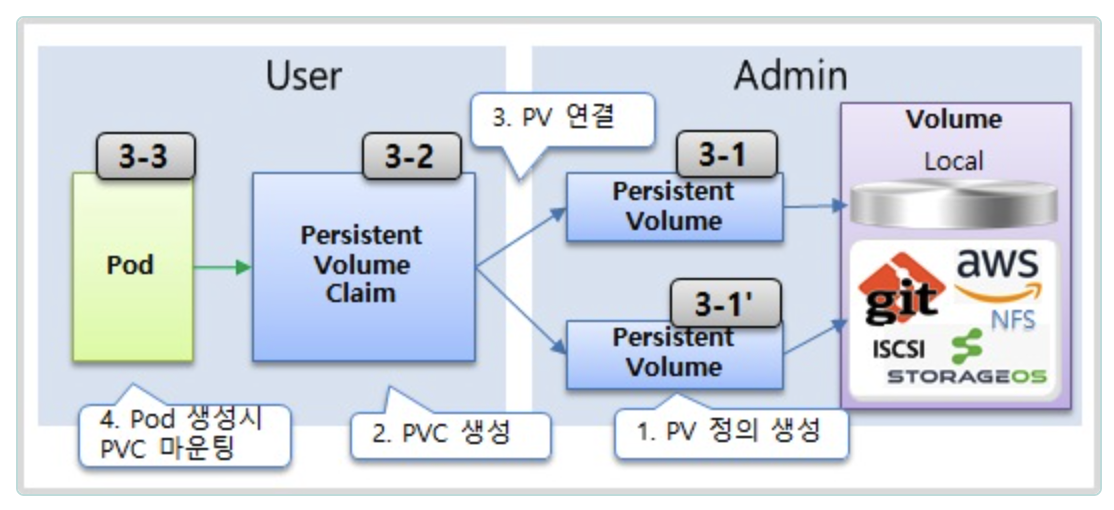 User
Admin
3. PV 연결
Volume
Local
3-3
3-2
3-1
Pod
Persistent
Volume
Claim
Persistent
Volume
3-1'
Persistent
Volume
git
aws
NFS
ISCSI
STORAGEOS
4. Pod 생성시
PVC 마운팅
2. PVC 생성
1. PV 정의 생성